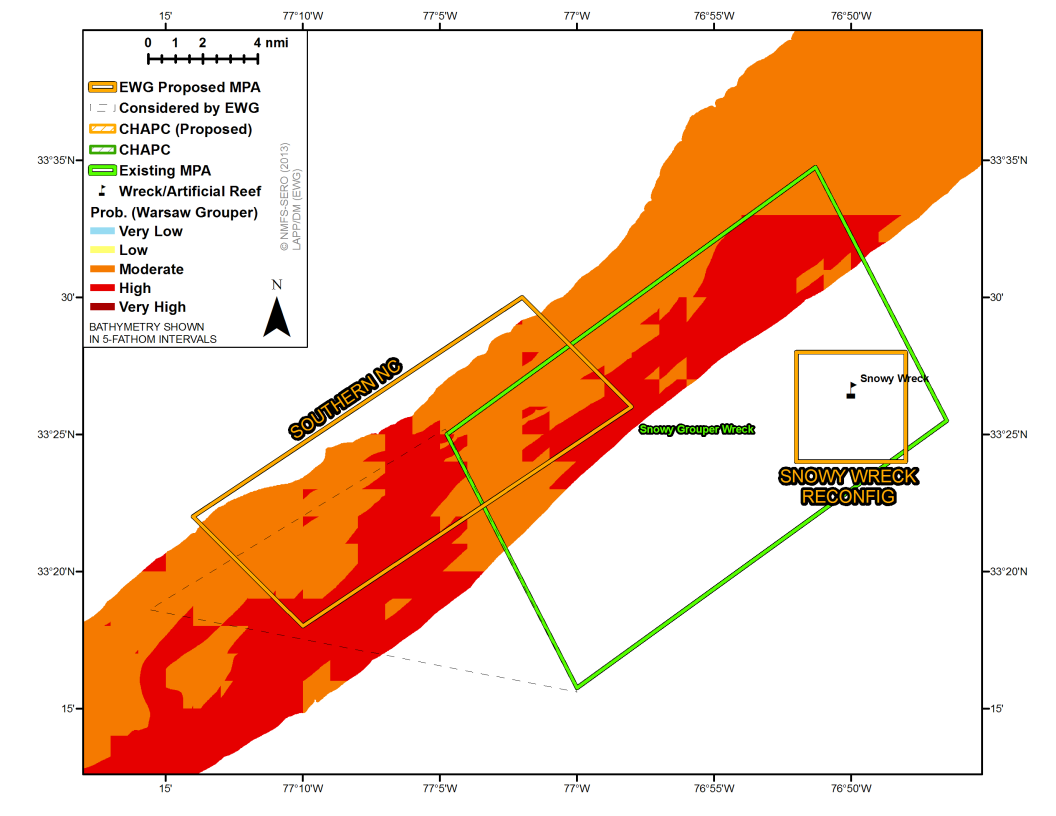 15'
77°10'W
77°5'W
77°W
76°55'W
76°50'W
0 1 2 4 nmi
EWG Proposed MPA
Considered by EWG
CHAPC (Proposed)
CHAPC
Existing MPA
Wreck/Artificial Reef
Prob. (Warsaw Grouper)
Very Low
Low
Moderate
High
Very High
BATHYMETRY SHOWN
IN 5-FATHOM INTERVALS
© NMFS-SERO (2013)
LAPP/DM (EWG)
N
33°35'N
33°35'N
30'
30'
SOUTHERN NC
Snowy Wreck
Snowy Grouper Wreck
33°25'N
33°25'N
SNOWY WRECK
RECONFIG
33°20'N
33°20'N
15'
15'
15'
77°10'W
77°5'W
77°W
76°55'W
76°50'W